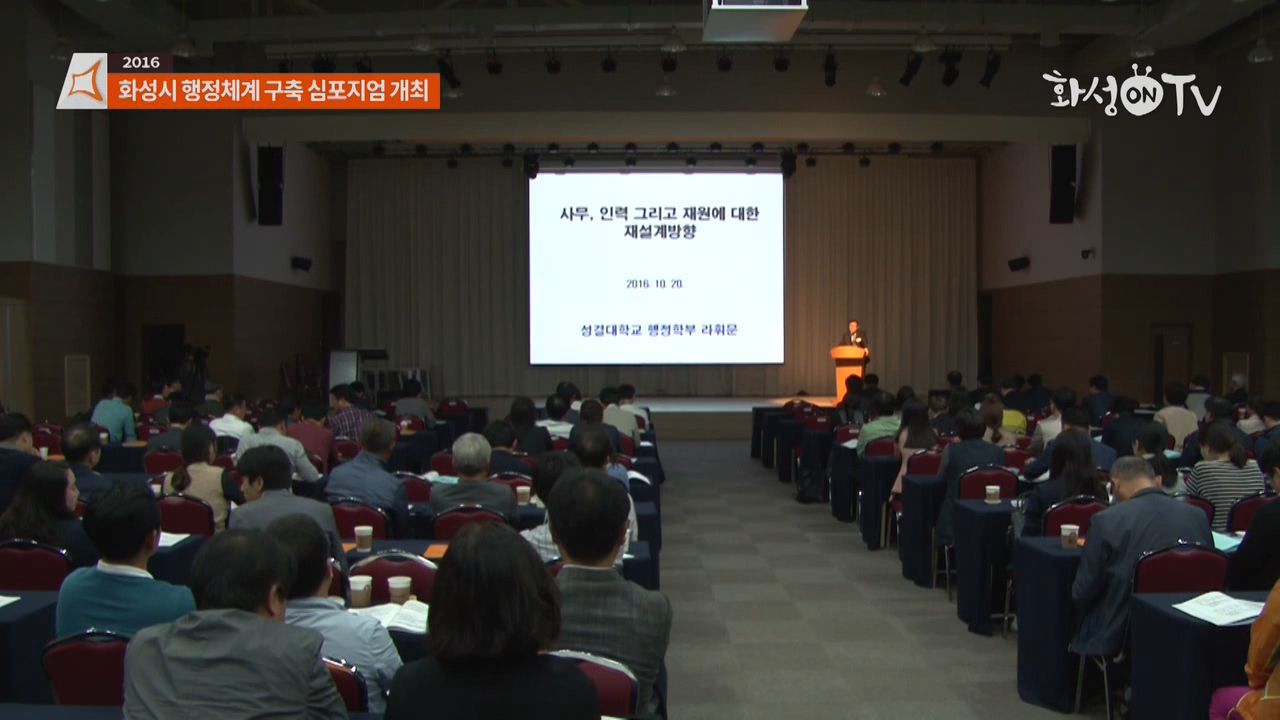 2016
화성시 행정체계 구축 심포지엄 개최
화성ON TV
사무, 인력 그리고 재원에 대한
재설계방향
2016. 10. 20.
성결대학교 행정학부 라휘문